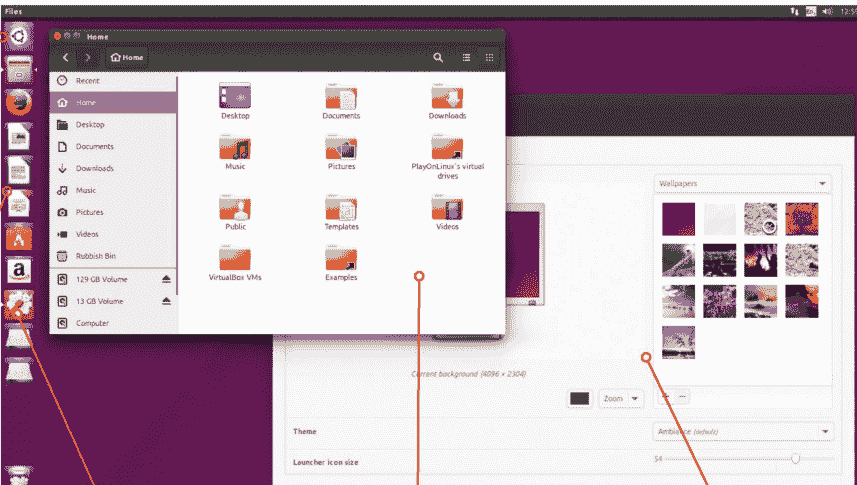 Files
12:55
Home
Home
Recent
Home
Desktop
Documents
Downloads
Music
Pictures
Videos
Rubbish Bin
129 GB Volume
13 GB Volume
Computer
Desktop
Documents
Downloads
Music
Pictures
PlayOnLinux's virtual
drives
Public
Templates
Videos
VirtualBox VMs
Examples
Wallpapers
Current background (4096 × 2304)
Zoom
Theme
Ambiance (default)
Launcher icon size
54